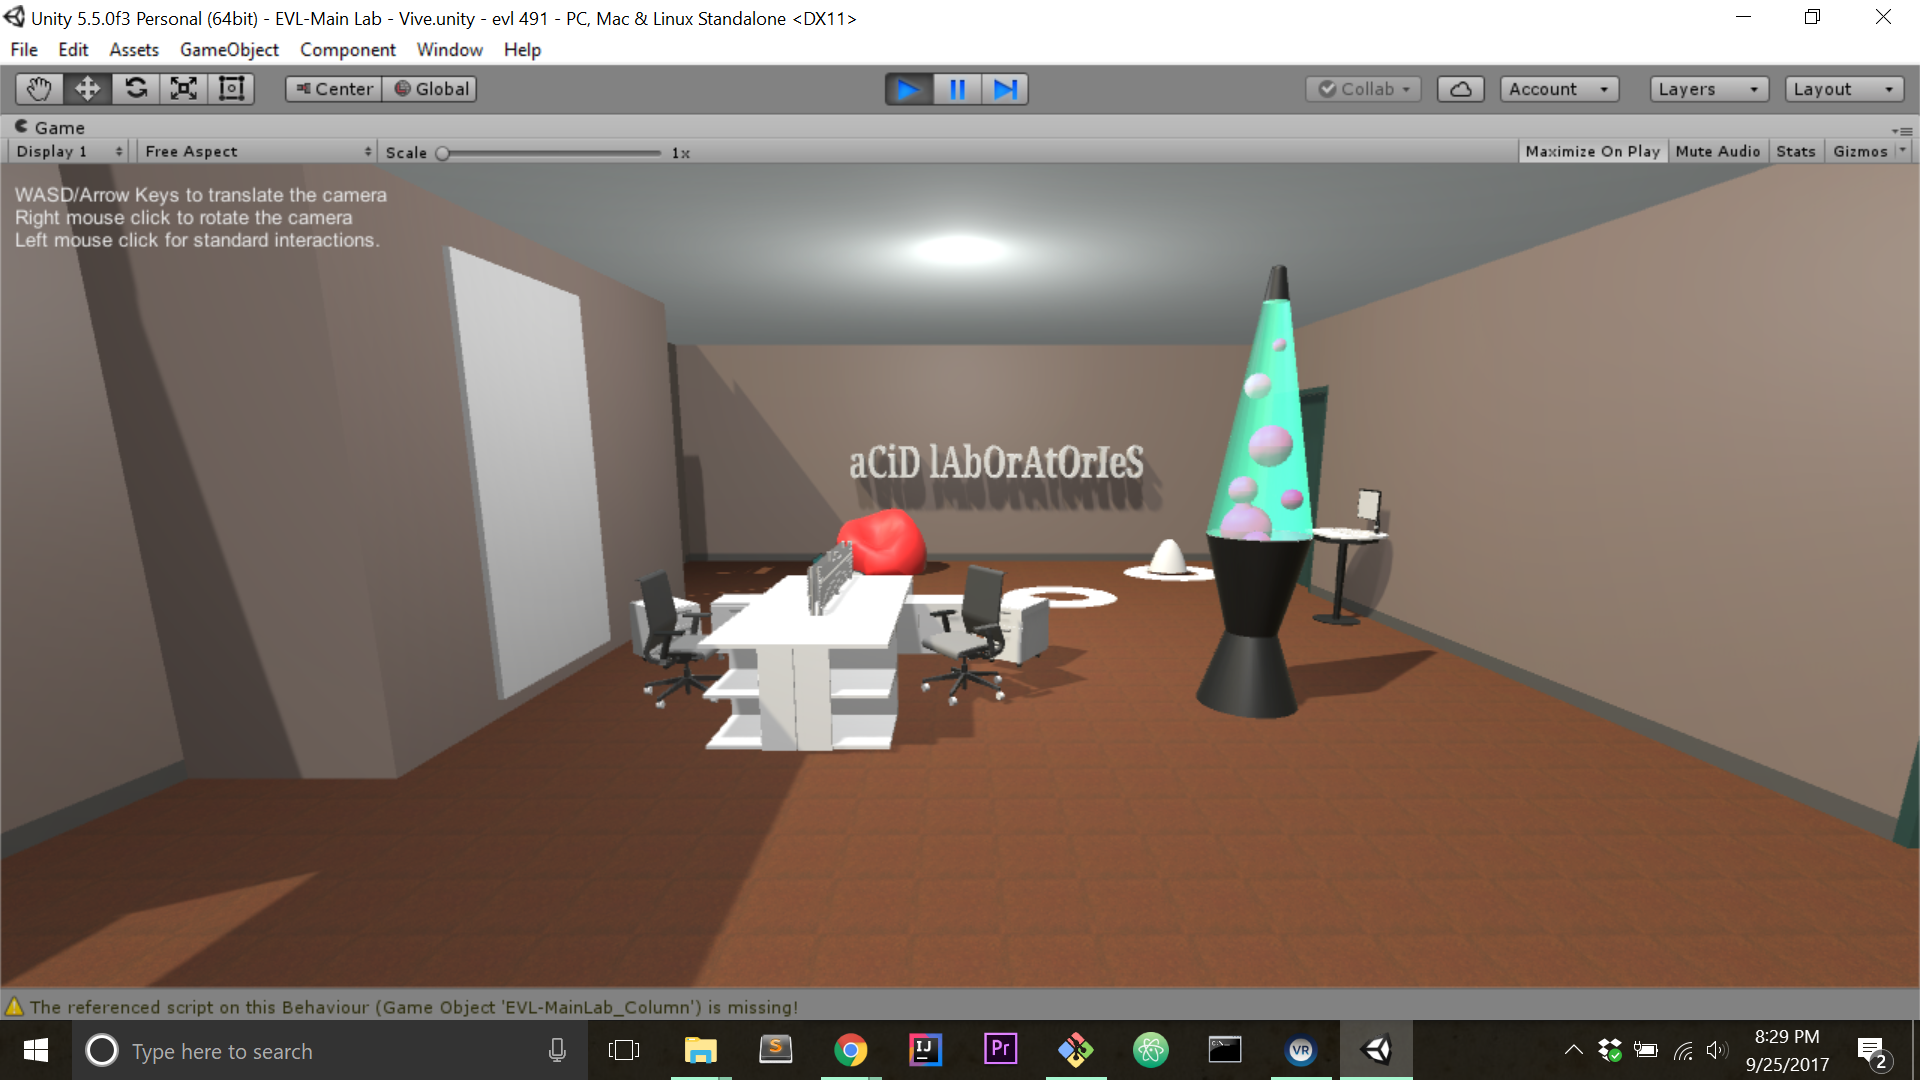 Unity 5.5.0f3 Personal (64bit) - EVL-Main Lab - Vive.unity - evl 491 - PC, Mac & Linux Standalone <DX11>
File Edit Assets GameObject Component Window Help
Center Global Collab Account Layers Layout
Game
Display 1 Free Aspect Scale 1x Maximize On Play Mute Audio Stats Gizmos
WASD/Arrow Keys to translate the camera
Right mouse click to rotate the camera
Left mouse click for standard interactions.
aCiD lAbOrAtOrIeS
The referenced script on this Behaviour (Game Object 'EVL-MainLab_Column') is missing!
Type here to search
S
IJ
Pr
VR
8:29 PM
9/25/2017
2